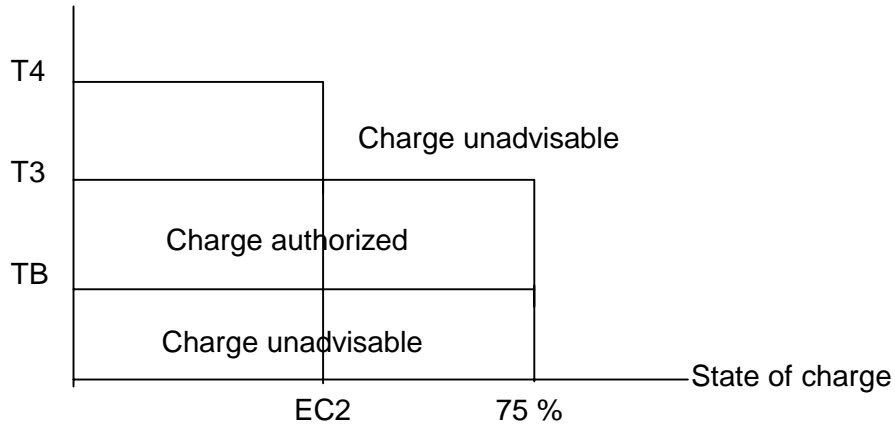 T4
Charge unadvisable
T3
Charge authorized
TB
Charge unadvisable
State of charge
EC2
75 %